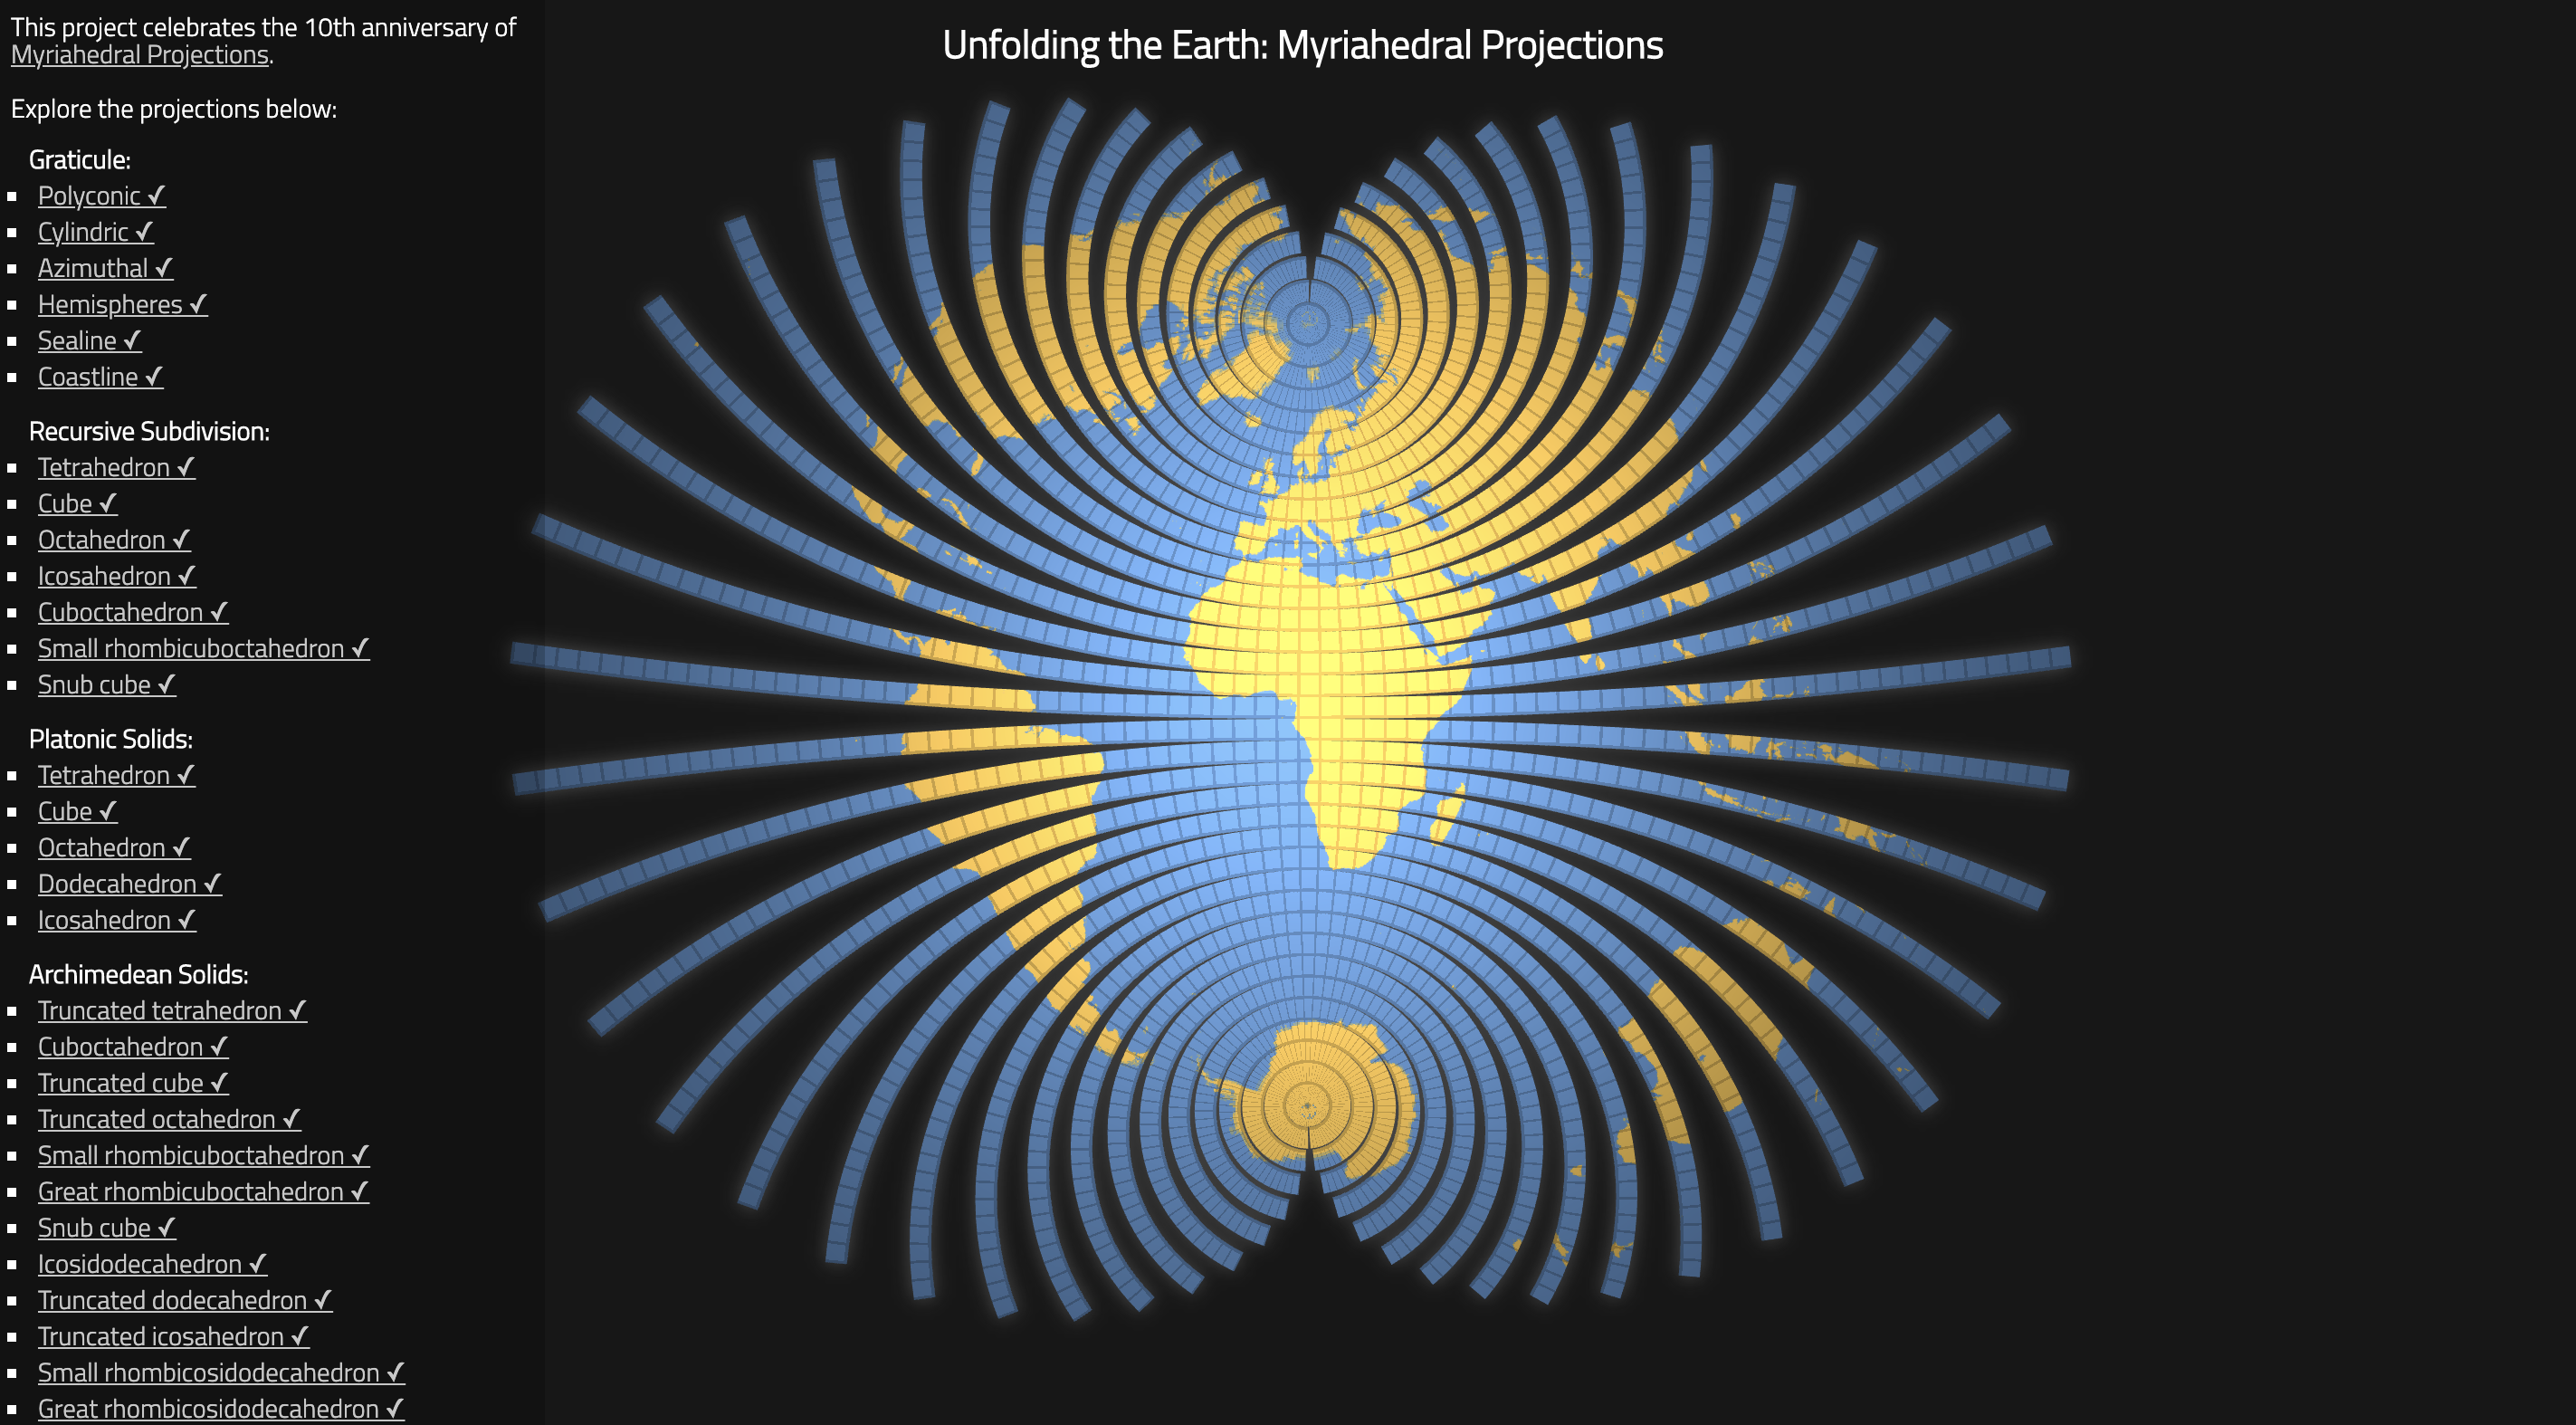 This project celebrates the 10th anniversary of
Myriahedral Projections.
Explore the projections below:
Graticule:
Polyconic ✓
Cylindric ✓
Azimuthal ✓
Hemispheres ✓
Sealine ✓
Coastline ✓
Recursive Subdivision:
Tetrahedron ✓
Cube ✓
Octahedron ✓
Icosahedron ✓
Cuboctahedron ✓
Small rhombicuboctahedron ✓
Snub cube ✓
Platonic Solids:
Tetrahedron ✓
Cube ✓
Octahedron ✓
Dodecahedron ✓
Icosahedron ✓
Archimedean Solids:
Truncated tetrahedron ✓
Cuboctahedron ✓
Truncated cube ✓
Truncated octahedron ✓
Small rhombicuboctahedron ✓
Great rhombicuboctahedron ✓
Snub cube ✓
Icosidodecahedron ✓
Truncated dodecahedron ✓
Truncated icosahedron ✓
Small rhombicosidodecahedron ✓
Great rhombicosidodecahedron ✓
Unfolding the Earth: Myriahedral Projections